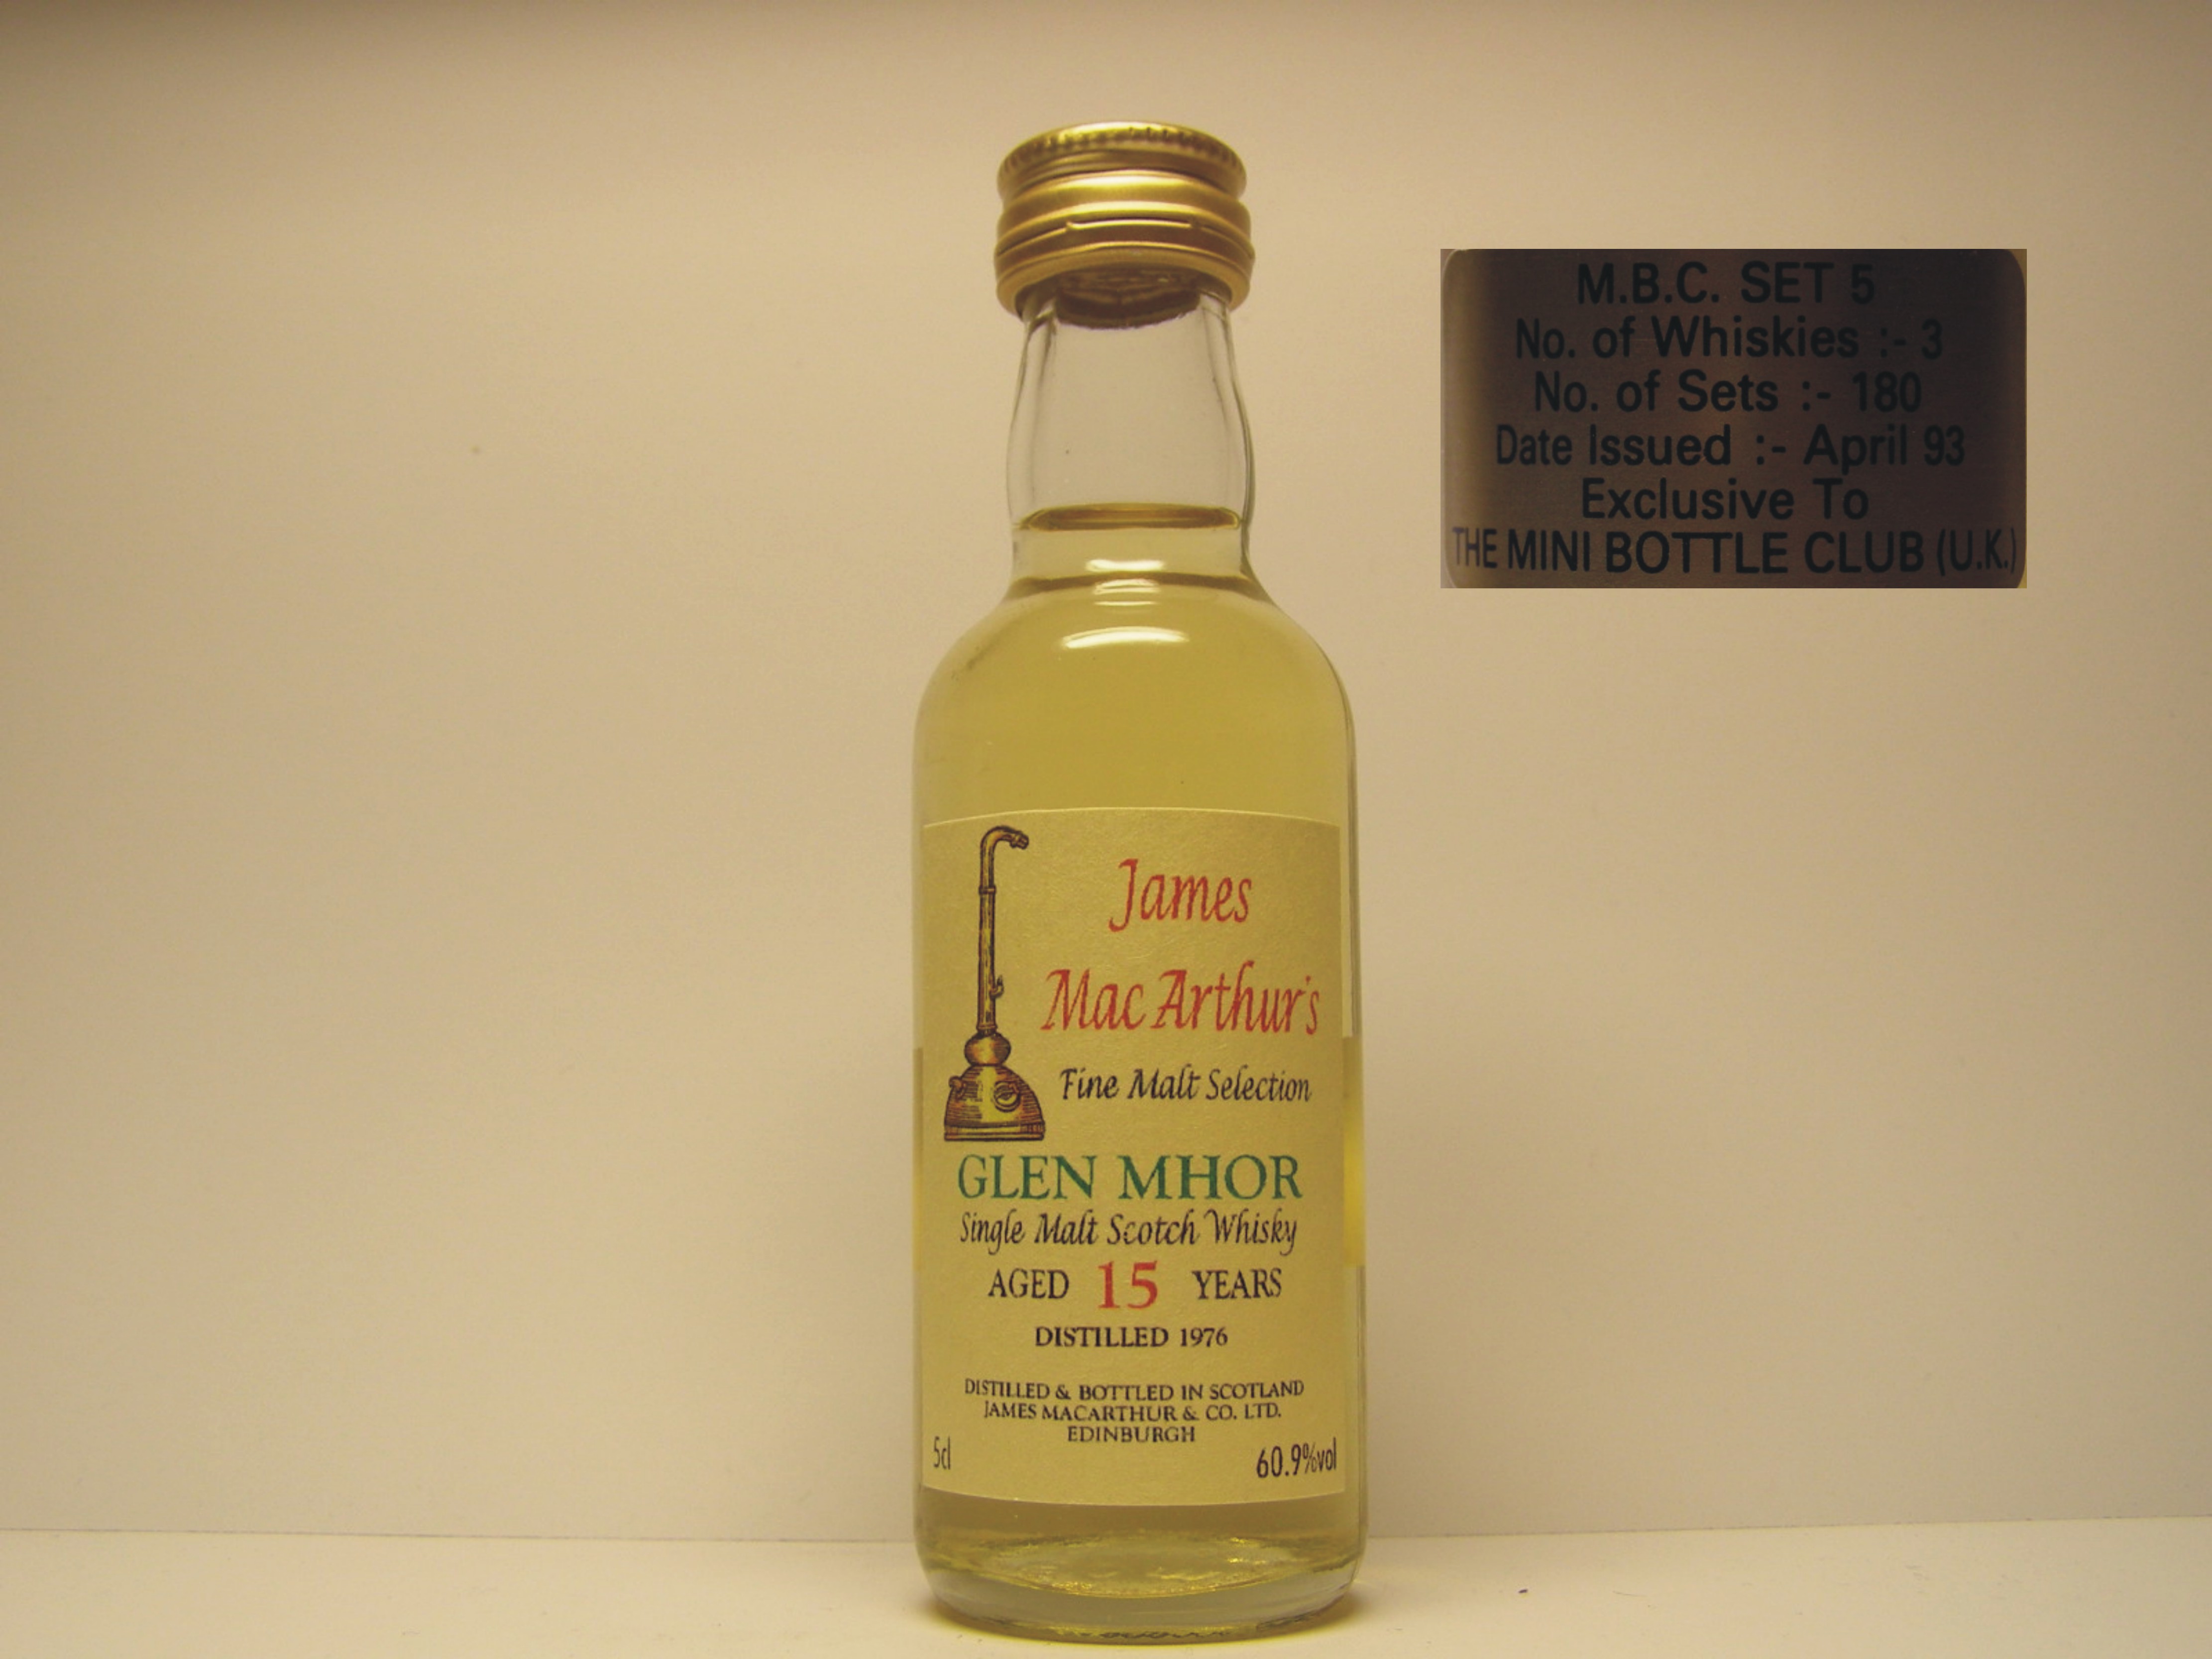 M.B.C. SET 5
No. of Whiskies :- 3
No. of Sets :- 180
Date Issued :- April 93
Exclusive To
THE MINI BOTTLE CLUB (U.K.)
James
Mac Arthur's
Fine Malt Selection
GLEN MHOR
Single Malt Scotch Whisky
AGED 15 YEARS
DISTILLED 1976
DISTILLED & BOTTLED IN SCOTLAND
JAMES MACARTHUR & CO. LTD.
EDINBURGH
5cl 60.9%vol